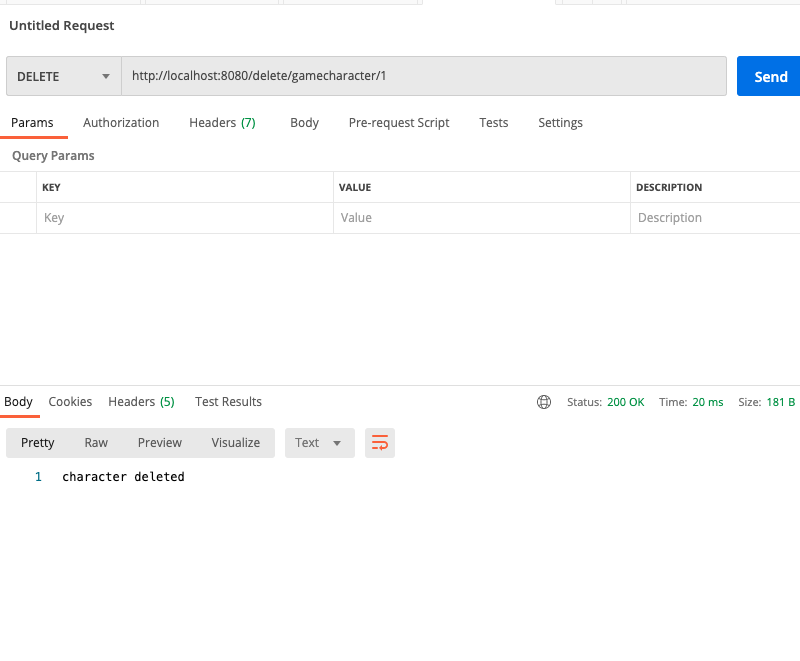 Untitled Request
DELETE http://localhost:8080/delete/gamecharacter/1 Send
Params Authorization Headers (7) Body Pre-request Script Tests Settings
Query Params
KEY VALUE DESCRIPTION
Key Value Description
Body Cookies Headers (5) Test Results Status: 200 OK Time: 20 ms Size: 181 B
Pretty Raw Preview Visualize Text
1 character deleted